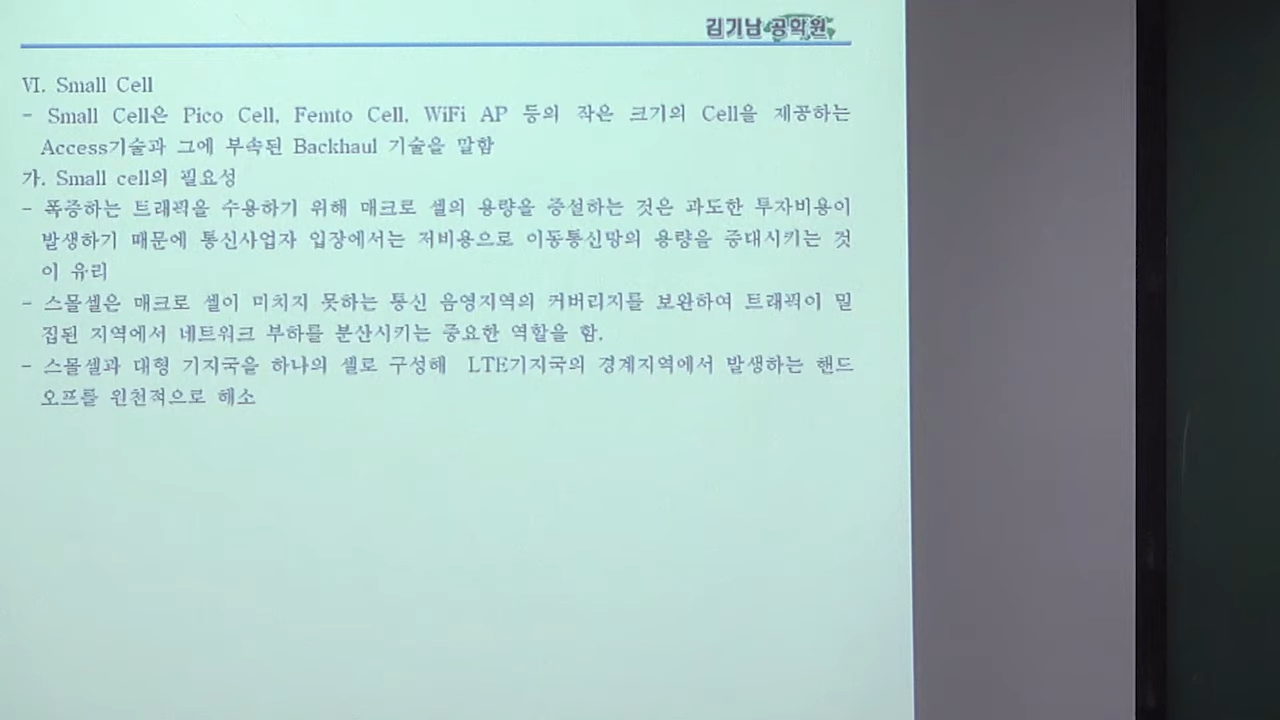 김기남 공학원
Ⅵ. Small Cell
- Small Cell은 Pico Cell, Femto Cell, WiFi AP 등의 작은 크기의 Cell을 제공하는
Access기술과 그에 부속된 Backhaul 기술을 말함
가. Small cell의 필요성
- 폭증하는 트래픽을 수용하기 위해 매크로 셀의 용량을 증설하는 것은 과도한 투자비용이
발생하기 때문에 통신사업자 입장에서는 저비용으로 이동통신망의 용량을 증대시키는 것
이 유리
- 스몰셀은 매크로 셀이 미치지 못하는 통신 음영지역의 커버리지를 보완하여 트래픽이 밀
집된 지역에서 네트워크 부하를 분산시키는 중요한 역할을 함.
- 스몰셀과 대형 기지국을 하나의 셀로 구성해 LTE기지국의 경계지역에서 발생하는 핸드
오프를 원천적으로 해소